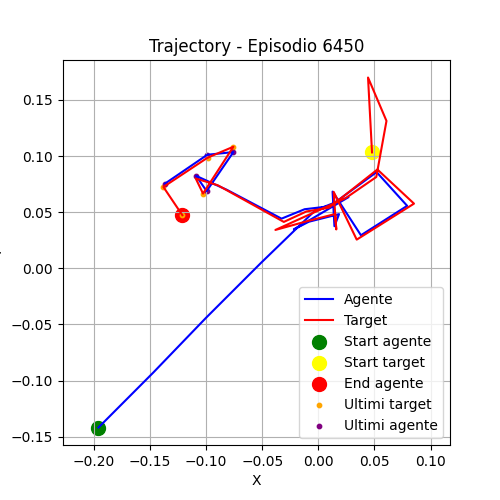 Trajectory - Episodio 6450
0.15
0.10
0.05
0.00
−0.05
−0.10
−0.15
Agente
Target
Start agente
Start target
End agente
Ultimi target
Ultimi agente
−0.20 −0.15 −0.10 −0.05 0.00 0.05 0.10
X